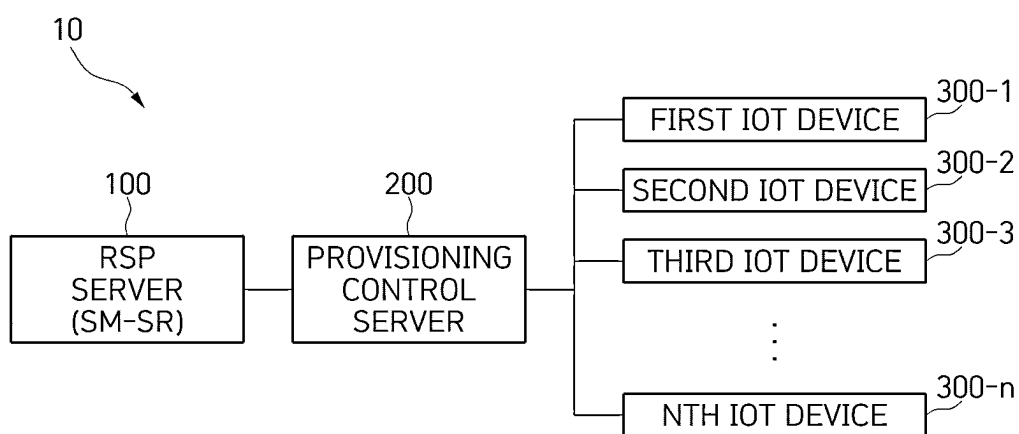 10
100
RSP
SERVER
(SM-SR)
200
PROVISIONING
CONTROL
SERVER
300-1
FIRST IOT DEVICE
300-2
SECOND IOT DEVICE
300-3
THIRD IOT DEVICE
300-n
NTH IOT DEVICE